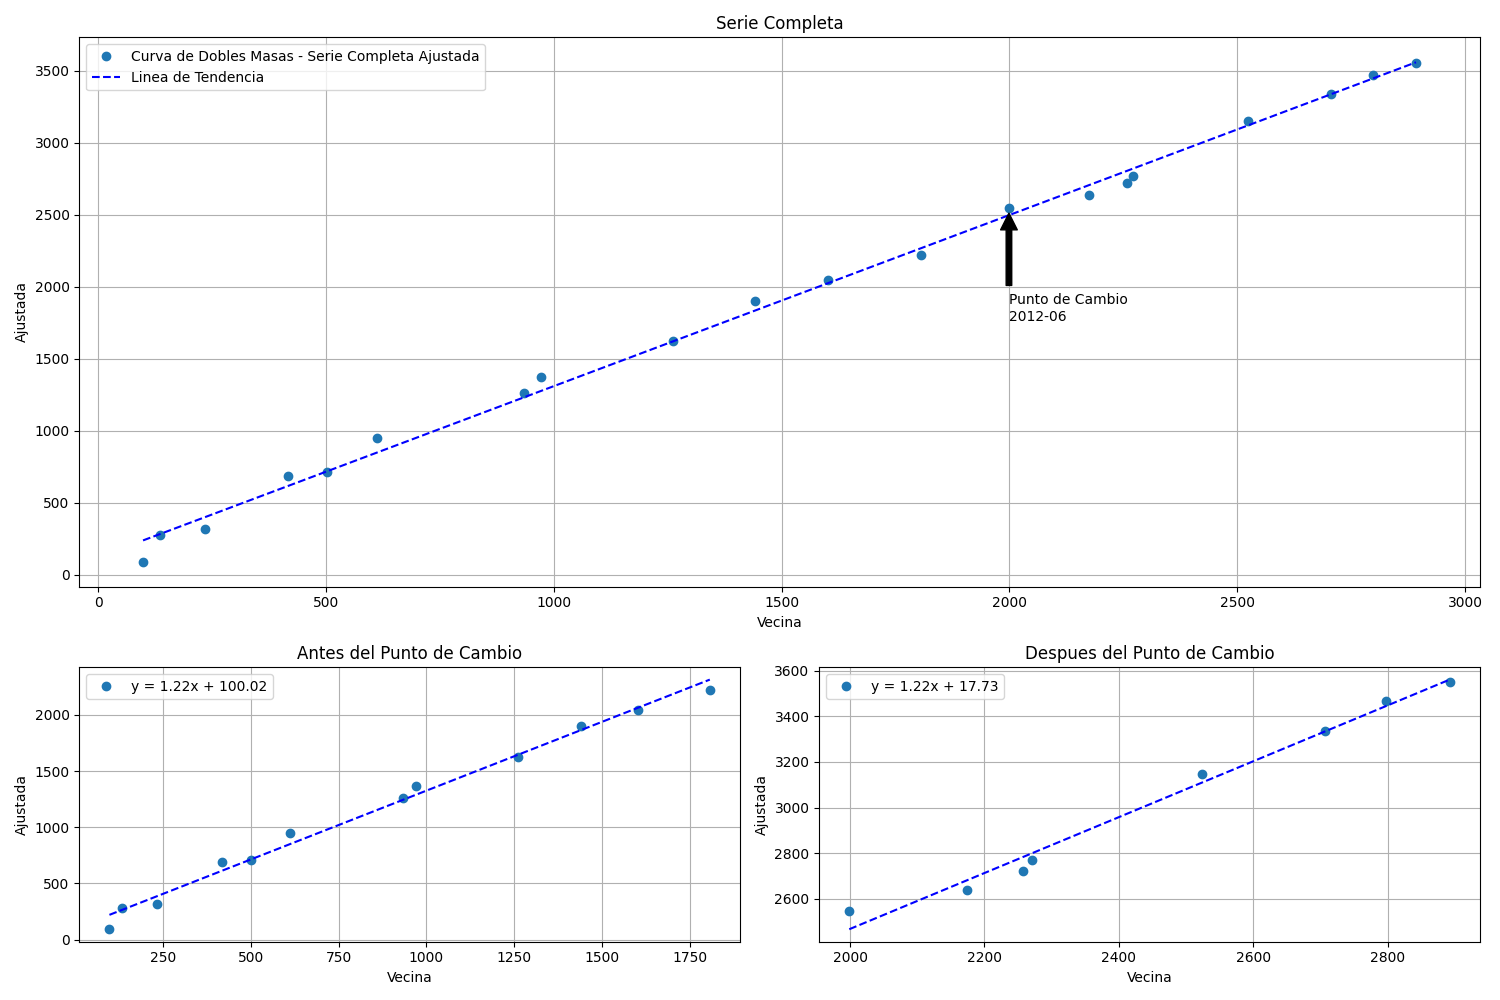 Serie Completa
Curva de Dobles Masas - Serie Completa Ajustada
Linea de Tendencia
3500
3000
2500
2000
1500
1000
500
0
Ajustada
Punto de Cambio
2012-06
0
500
1000
1500
2000
2500
3000
Vecina
Antes del Punto de Cambio
y = 1.22x + 100.02
2000
1500
1000
500
0
Ajustada
250
500
750
1000
1250
1500
1750
Vecina
Despues del Punto de Cambio
y = 1.22x + 17.73
3600
3400
3200
3000
2800
2600
Ajustada
2000
2200
2400
2600
2800
Vecina